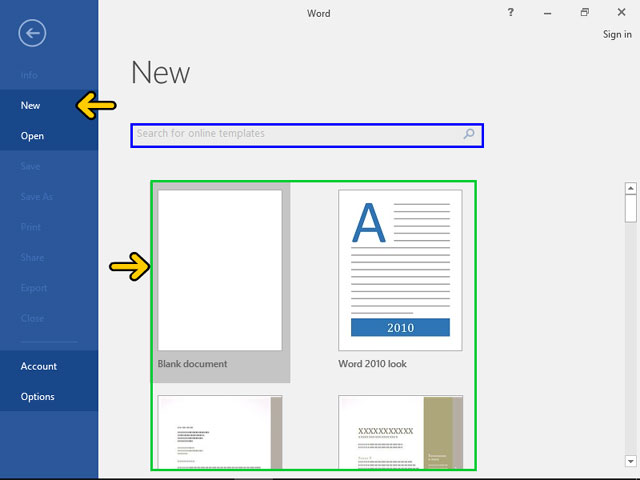 Word
?
Sign in
Info
New
Open
Save
Save As
Print
Share
Export
Close
Account
Options
New
Search for online templates
A
2010
Blank document
Word 2010 look
XXXXXXXXXXX